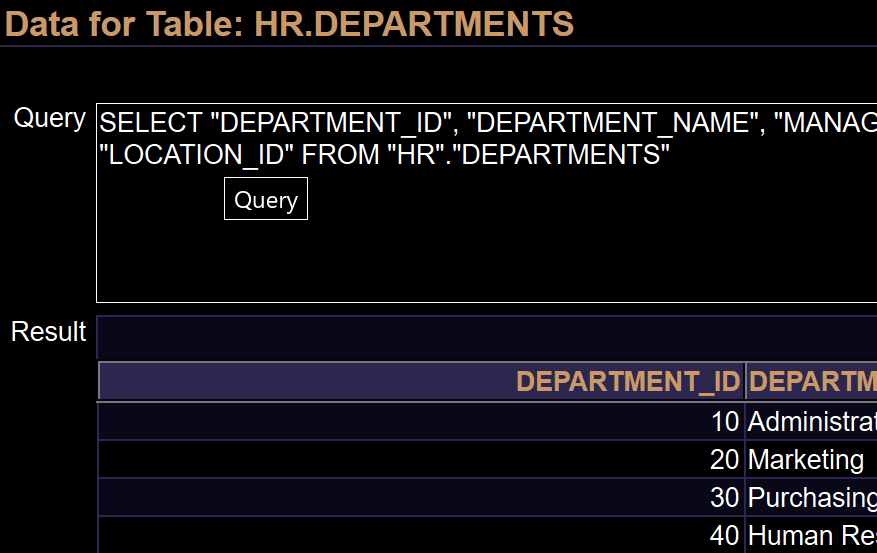 Data for Table: HR.DEPARTMENTS
Query
SELECT "DEPARTMENT_ID", "DEPARTMENT_NAME", "MANAG
"LOCATION_ID" FROM "HR"."DEPARTMENTS"
Query
Result
DEPARTMENT_ID DEPARTM
10 Administrat
20 Marketing
30 Purchasing
40 Human Res